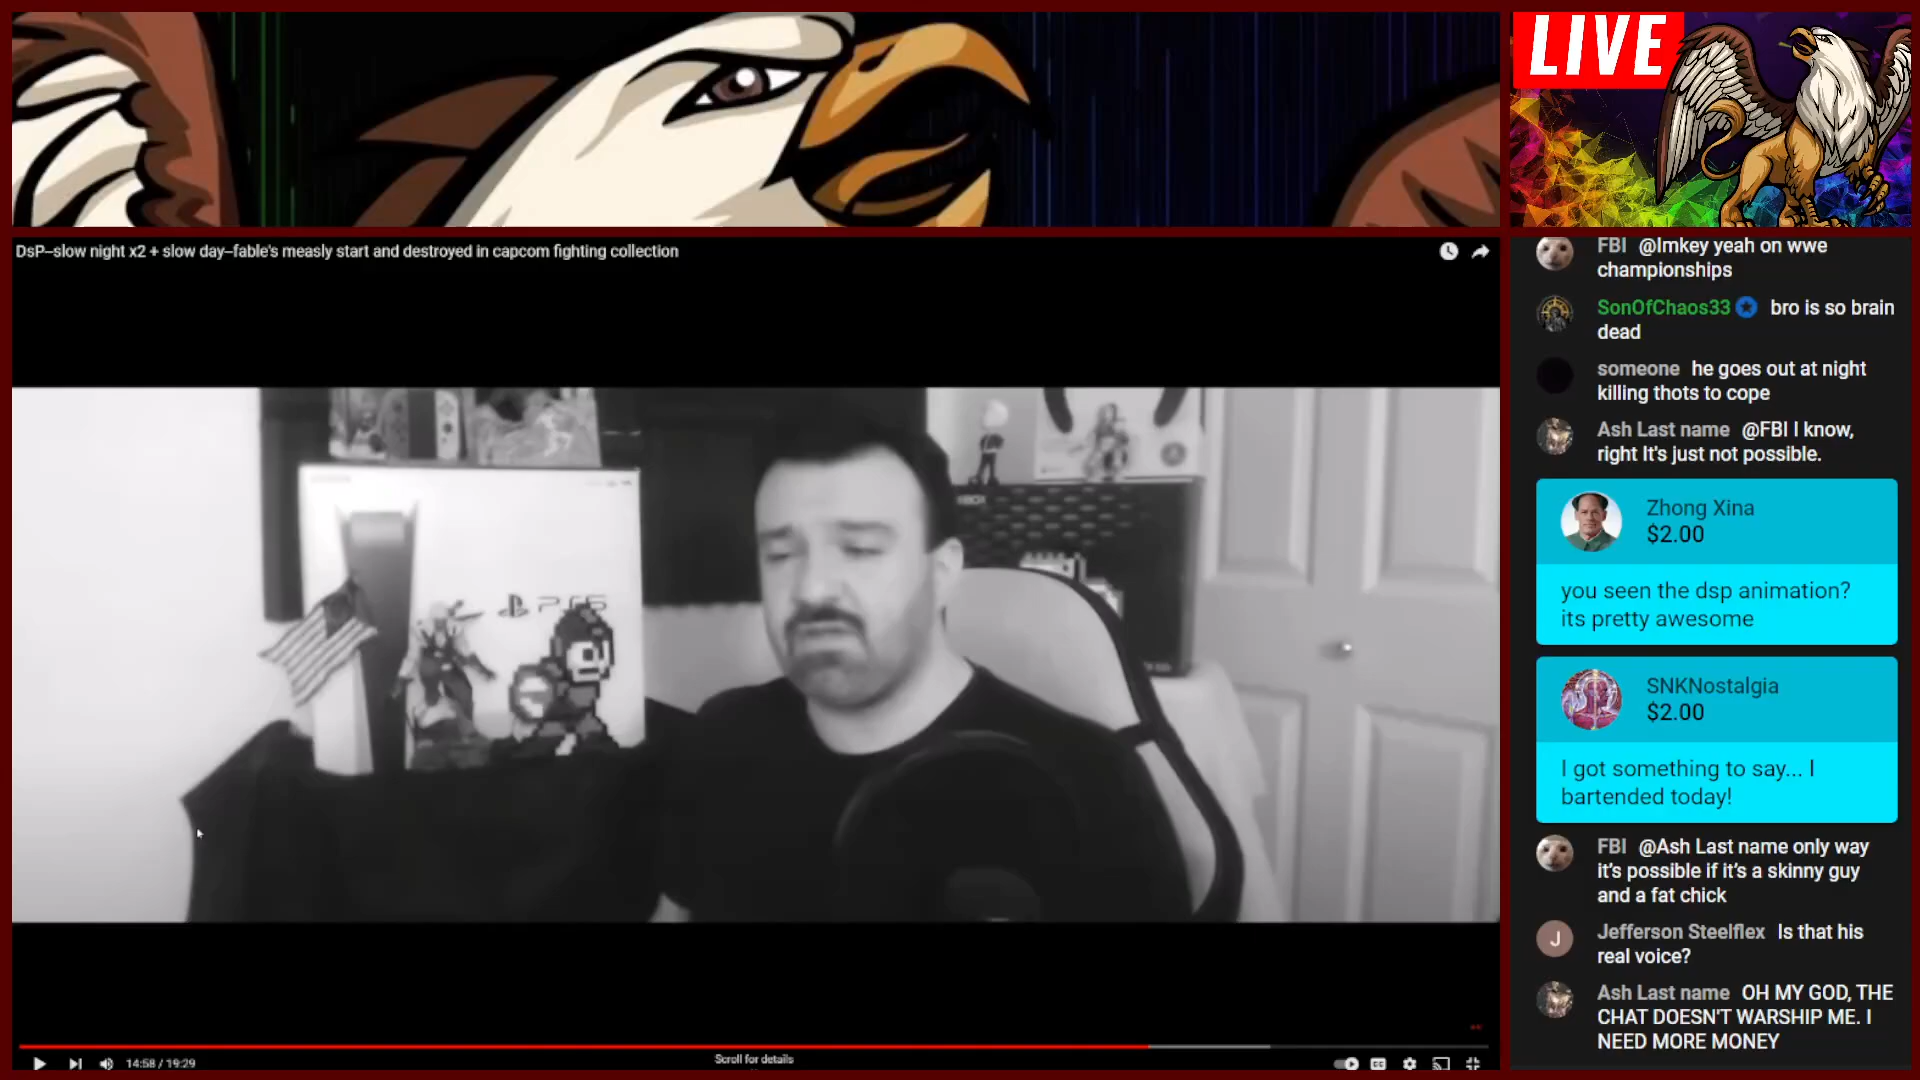 LIVE
DsP–slow night x2 + slow day–fable's measly start and destroyed in capcom fighting collection
FBI @Imkey yeah on wwe
championships
SonOfChaos33 bro is so brain
dead
someone he goes out at night
killing thots to cope
Ash Last name @FBI I know,
right It's just not possible.
Zhong Xina
$2.00
you seen the dsp animation?
its pretty awesome
SNKNostalgia
$2.00
I got something to say... I
bartended today!
FBI @Ash Last name only way
it's possible if it's a skinny guy
and a fat chick
J
Jefferson Steelflex Is that his
real voice?
Ash Last name OH MY GOD, THE
CHAT DOESN'T WARSHIP ME. I
NEED MORE MONEY
XBOX
PS5
14:58 / 19:29
Scroll for details
CC